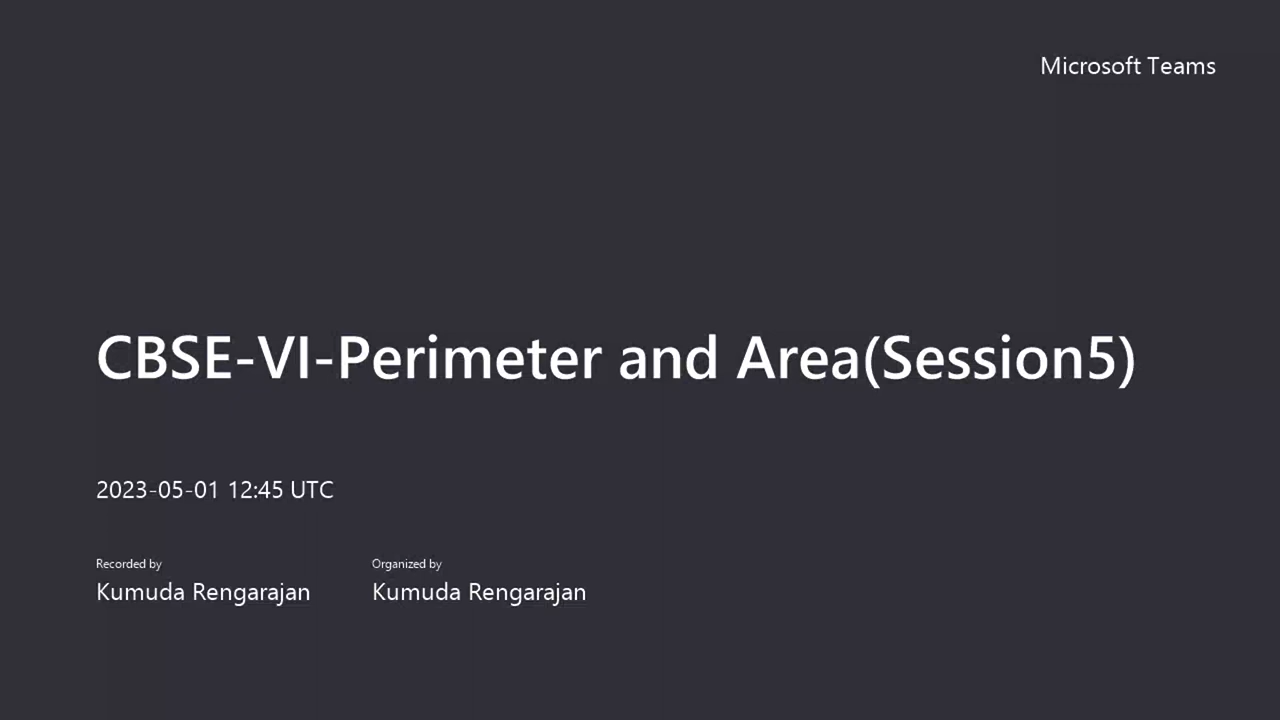 Microsoft Teams
CBSE-VI-Perimeter and Area(Session5)
2023-05-01 12:45 UTC
Recorded by
Organized by
Kumuda Rengarajan
Kumuda Rengarajan